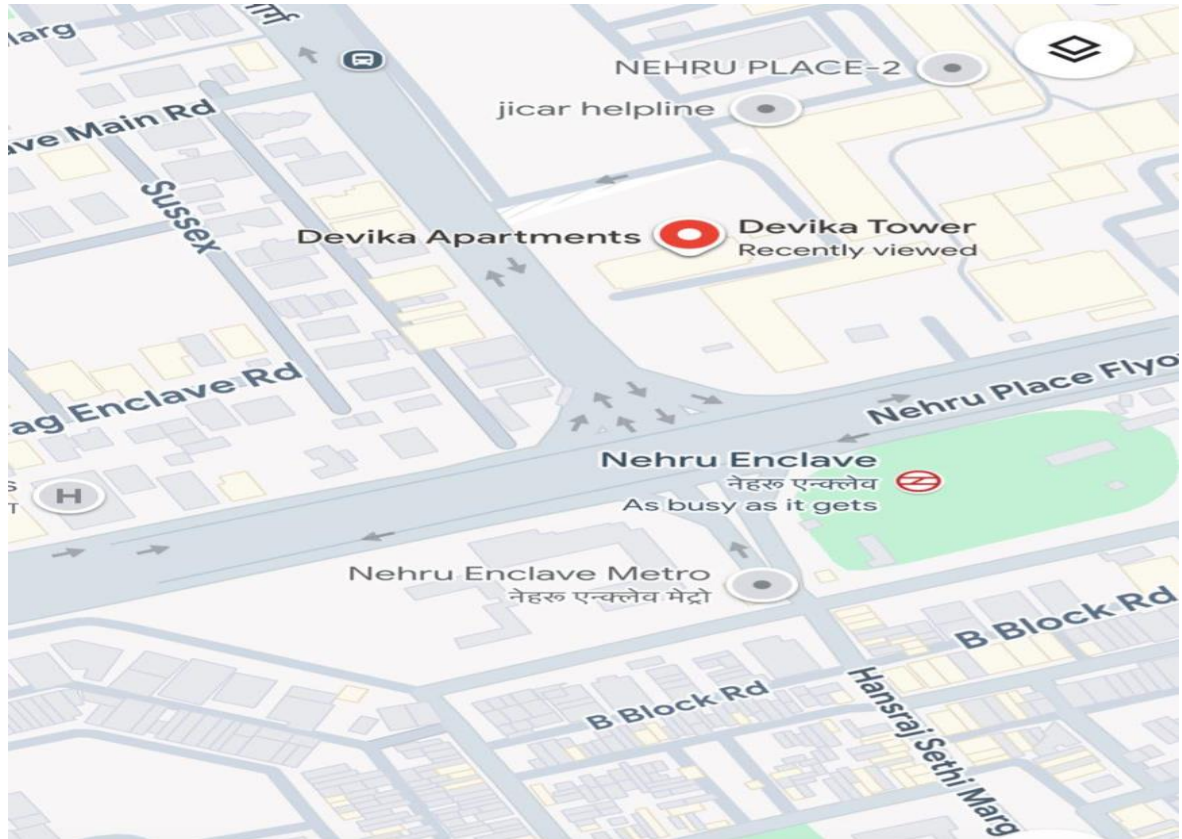 र्ग
larg
NEHRU PLACE-2
jicar helpline
ave Main Rd
Sussex
Devika Apartments
Devika Tower
Recently viewed
ag Enclave Rd
Nehru Place Flyo
Nehru Enclave
नेहरू एन्क्लेव
As busy as it gets
S
H
T
Nehru Enclave Metro
नेहरू एन्क्लेव मेट्रो
B Block Rd
B Block Rd
Hansraj Sethi Marg